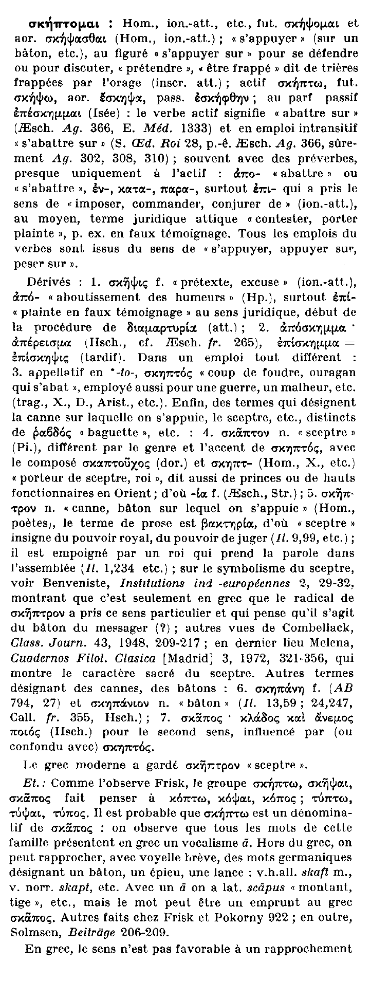 σκήπτομαι : Hom., ion.-att., etc., fut. σκήψομαι et
aor. σκήψασθαι (Hom., ion.-att.) ; « s'appuyer » (sur un
bâton, etc.), au figuré « s'appuyer sur » pour se défendre
ou pour discuter, « prétendre », « être frappé » dit de trières
frappées par l'orage (inscr. att.) ; actif σκήπτω, fut.
σκήψω, aor. ἔσκηψα, pass. ἐσκήφθην ; au parf passif
ἐπέσκημμαι (Isée) : le verbe actif signifie « abattre sur »
(Æsch. Ag. 366, E. Méd. 1333) et en emploi intransitif
« s'abattre sur » (S. Œd. Roi 28, p.-ê. Æsch. Ag. 366, sûre-
ment Ag. 302, 308, 310) ; souvent avec des préverbes,
presque uniquement à l'actif : ἀπο- « abattre » ou
« s'abattre », ἐν-, κατα-, παρα-, surtout ἐπι- qui a pris le
sens de « imposer, commander, conjurer de » (ion.-att.),
au moyen, terme juridique attique « contester, porter
plainte », p. ex. en faux témoignage. Tous les emplois du
verbes sont issus du sens de « s'appuyer, appuyer sur,
peser sur ».
Dérivés : 1. σκῆψις f. « prétexte, excuse » (ion.-att.),
ἀπό- « aboutissement des humeurs » (Hp.), surtout ἐπί-
« plainte en faux témoignage » au sens juridique, début de
la procédure de διαμαρτυρία (att.) ; 2. ἀπόσκημμα ·
ἀπέρεισμα (Hsch., cf. Æsch. fr. 265), ἐπίσκημμα =
ἐπίσκηψις (tardif). Dans un emploi tout différent :
3. appellatif en *-to-, σκηπτός « coup de foudre, ouragan
qui s'abat », employé aussi pour une guerre, un malheur, etc.
(trag., X., D., Arist., etc.). Enfin, des termes qui désignent
la canne sur laquelle on s'appuie, le sceptre, etc., distincts
de ῥαβδός « baguette », etc. : 4. σκᾶπτον n. « sceptre »
(Pi.), différent par le genre et l'accent de σκηπτός, avec
le composé σκαπτοῦχος (dor.) et σκηπτ- (Hom., X., etc.)
« porteur de sceptre, roi », dit aussi de princes ou de hauts
fonctionnaires en Orient ; d'où -ία f. (Æsch., Str.) ; 5. σκῆπ-
τρον n. « canne, bâton sur lequel on s'appuie » (Hom.,
poètes), le terme de prose est βακτηρία, d'où « sceptre »
insigne du pouvoir royal, du pouvoir de juger (Il. 9,99, etc.) ;
il est empoigné par un roi qui prend la parole dans
l'assemblée (Il. 1,234 etc.) ; sur le symbolisme du sceptre,
voir Benveniste, Institutions ind -européennes 2, 29-32,
montrant que c'est seulement en grec que le radical de
σκῆπτρον a pris ce sens particulier et qui pense qu'il s'agit
du bâton du messager (?) ; autres vues de Combellack,
Class. Journ. 43, 1948, 209-217 ; en dernier lieu Melena,
Cuadernos Filol. Clasica [Madrid] 3, 1972, 321-356, qui
montre le caractère sacré du sceptre. Autres termes
désignant des cannes, des bâtons : 6. σκηπάνη f. (AB
794, 27) et σκηπάνιον n. « bâton » (Il. 13,59 ; 24,247,
Call. fr. 355, Hsch.) ; 7. σκᾶπος · κλάδος καὶ ἄνεμος
ποιός (Hsch.) pour le second sens, influencé par (ou
confondu avec) σκηπτός.
Le grec moderne a gardé σκῆπτρον « sceptre ».
Et. : Comme l'observe Frisk, le groupe σκήπτω, σκῆψαι,
σκᾶπος fait penser à κόπτω, κόψαι, κόπος ; τύπτω,
τύψαι, τύπος. Il est probable que σκήπτω est un dénomina-
tif de σκᾶπος : on observe que tous les mots de cette
famille présentent en grec un vocalisme ā. Hors du grec, on
peut rapprocher, avec voyelle brève, des mots germaniques
désignant un bâton, un épieu, une lance : v.h.all. skaft m.,
v. norr. skapt, etc. Avec un ā on a lat. scāpus « montant,
tige », etc., mais le mot peut être un emprunt au grec
σκᾶπος. Autres faits chez Frisk et Pokorny 922 ; en outre,
Solmsen, Beiträge 206-209.
En grec, le sens n'est pas favorable à un rapprochement